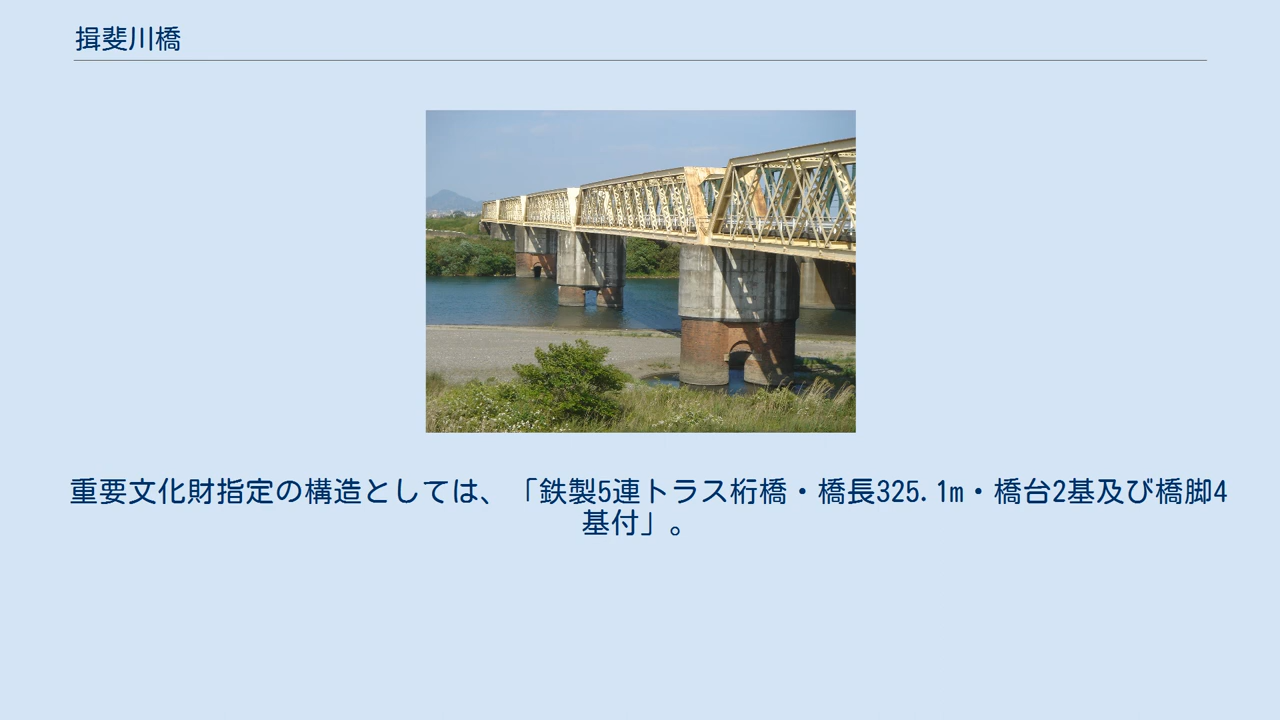 揖斐川橋
重要文化財指定の構造としては、「鉄製5連トラス桁橋・橋長325.1m・橋台2基及び橋脚4
基付」。